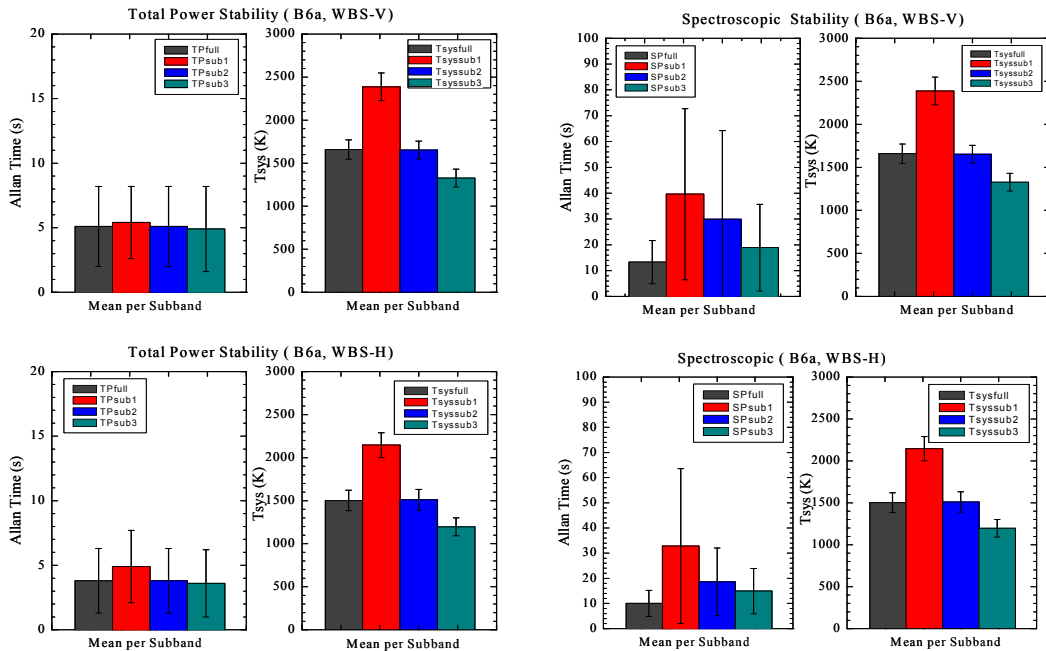 Total Power Stability ( B6a, WBS-V)
20
15
10
5
0
Allan Time (s)
TPfull
TPsub1
TPsub2
TPsub3
Mean per Subband
3000
2500
2000
1500
1000
500
0
Tsys (K)
Tsysfull
Tsyssub1
Tsyssub2
Tsyssub3
Mean per Subband
Spectroscopic Stability ( B6a, WBS-V)
100
90
80
70
60
50
40
30
20
10
0
Allan Time (s)
SPfull
SPsub1
SPsub2
SPsub3
Mean per Subband
3000
2500
2000
1500
1000
500
0
Tsys (K)
Tsysfull
Tsyssub1
Tsyssub2
Tsyssub3
Mean per Subband
Total Power Stability ( B6a, WBS-H)
20
15
10
5
0
Allan Time (s)
TPfull
TPsub1
TPsub2
TPsub3
Mean per Subband
3000
2500
2000
1500
1000
500
0
Tsys (K)
Tsysfull
Tsyssub1
Tsyssub2
Tsyssub3
Mean per Subband
Spectroscopic ( B6a, WBS-H)
100
90
80
70
60
50
40
30
20
10
0
Allan Time (s)
SPfull
SPsub1
SPsub2
SPsub3
Mean per Subband
3000
2500
2000
1500
1000
500
0
Tsys (K)
Tsysfull
Tsyssub1
Tsyssub2
Tsyssub3
Mean per Subband